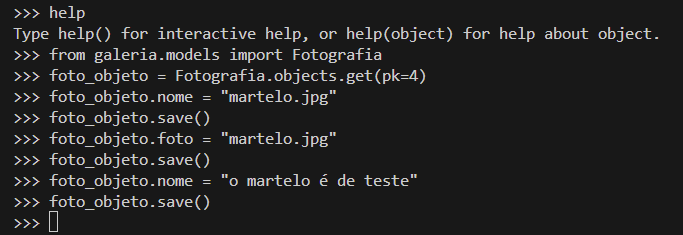 >>> help
Type help() for interactive help, or help(object) for help about object.
>>> from galeria.models import Fotografia
>>> foto_objeto = Fotografia.objects.get(pk=4)
>>> foto_objeto.nome = "martelo.jpg"
>>> foto_objeto.save()
>>> foto_objeto.foto = "martelo.jpg"
>>> foto_objeto.save()
>>> foto_objeto.nome = "o martelo é de teste"
>>> foto_objeto.save()
>>>